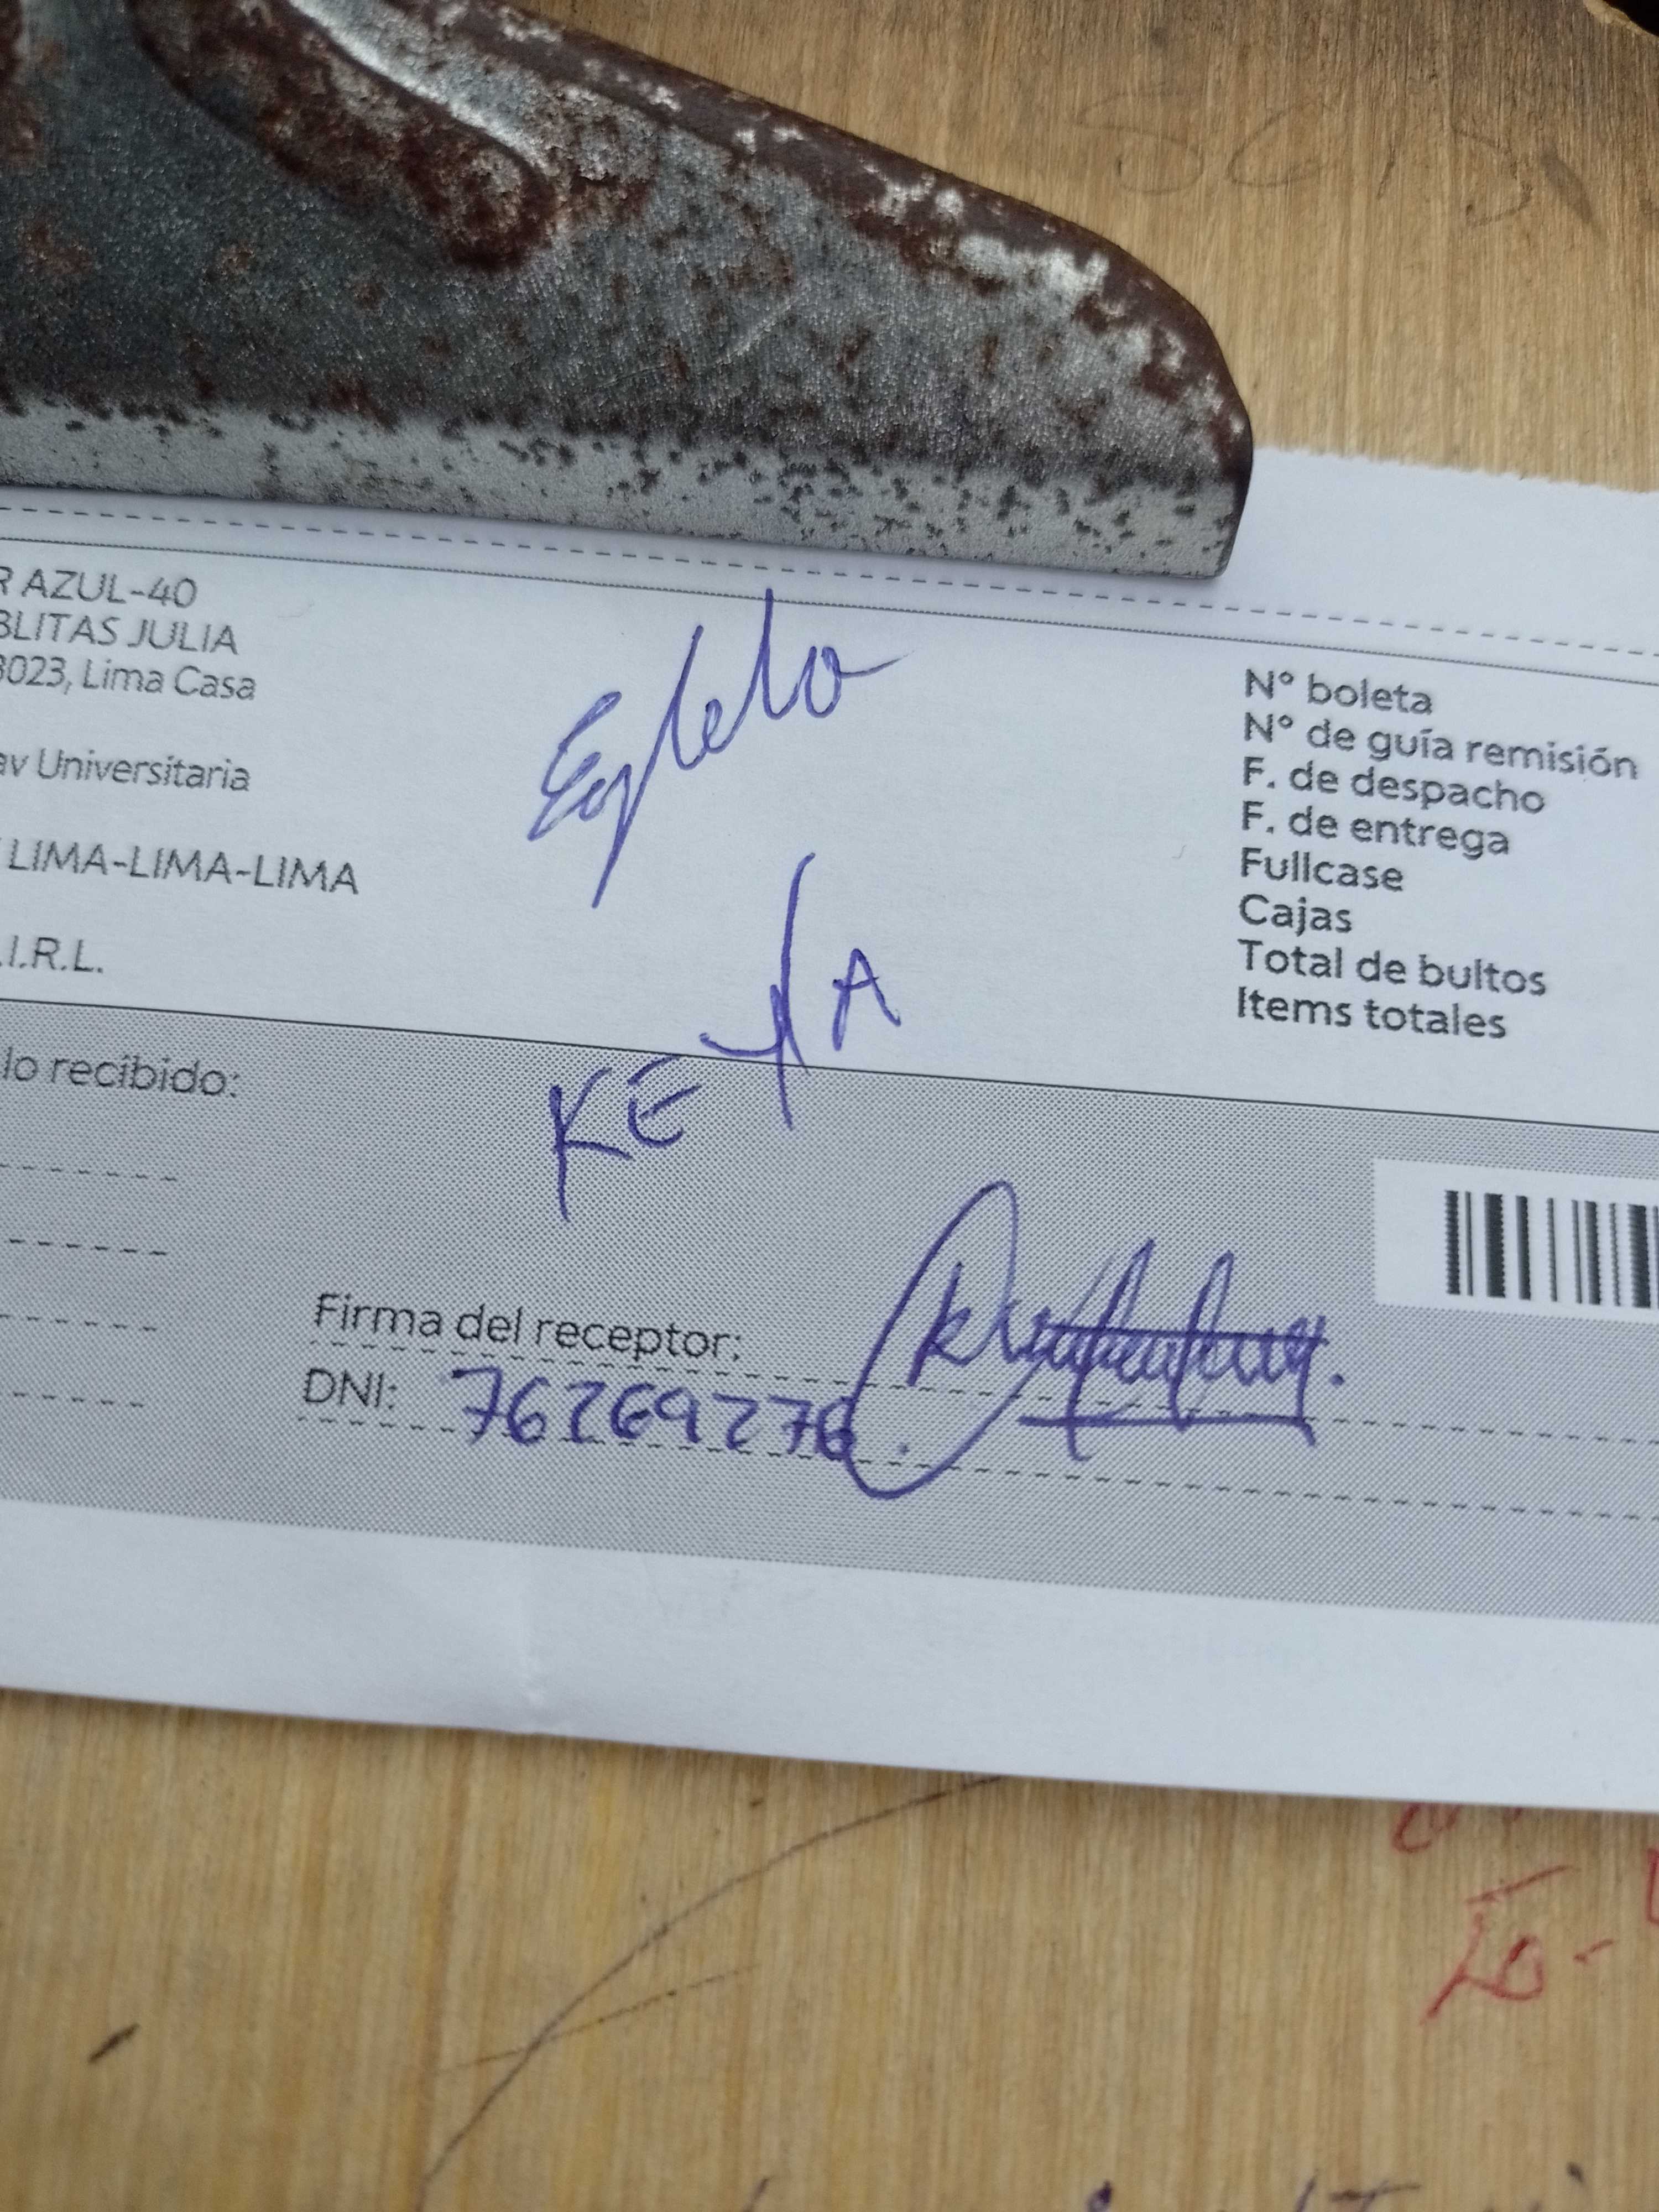 R AZUL-40
BLITAS JULIA
3023, Lima Casa
av Universitaria
LIMA-LIMA-LIMA
.I.R.L.
KEYLA
N° boleta
N° de guía remisión
F. de despacho
F. de entrega
Fullcase
Cajas
Total de bultos
Items totales
lo recibido:
Firma del receptor:
DNI: 76269276